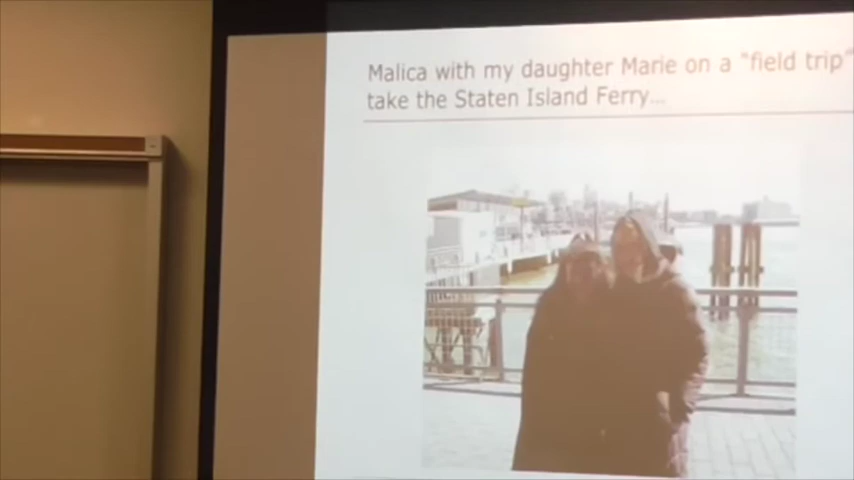 Malica with my daughter Marie on a “field trip”
take the Staten Island Ferry...